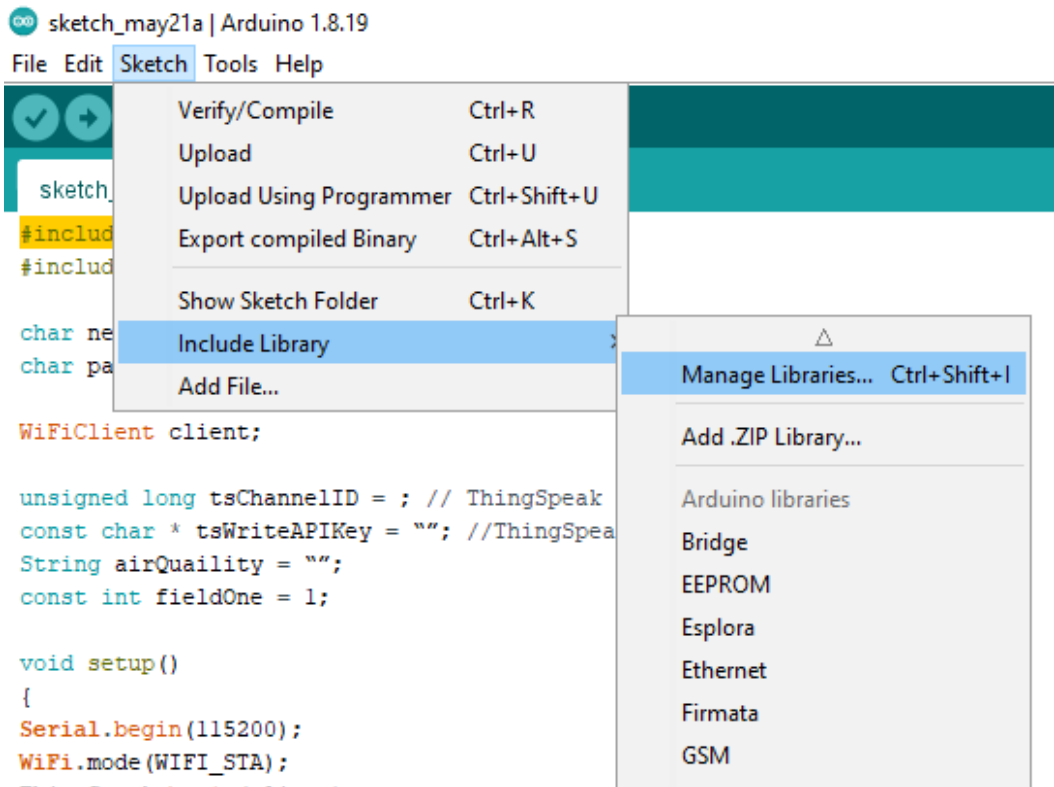 sketch_may21a | Arduino 1.8.19
File Edit Sketch Tools Help
Verify/Compile Ctrl+R
Upload Ctrl+U
Upload Using Programmer Ctrl+Shift+U
Export compiled Binary Ctrl+Alt+S
Show Sketch Folder Ctrl+K
Include Library
Add File...
Manage Libraries... Ctrl+Shift+I
Add .ZIP Library...
Arduino libraries
Bridge
EEPROM
Esplora
Ethernet
Firmata
GSM
sketch_
#includ
#includ
char ne
char pa
WiFiClient client;
unsigned long tsChannelID = ; // ThingSpeak
const char * tsWriteAPIKey = “”; //ThingSpea
String airQuaility = “”;
const int fieldOne = 1;
void setup()
{
Serial.begin(115200);
WiFi.mode(WIFI_STA);